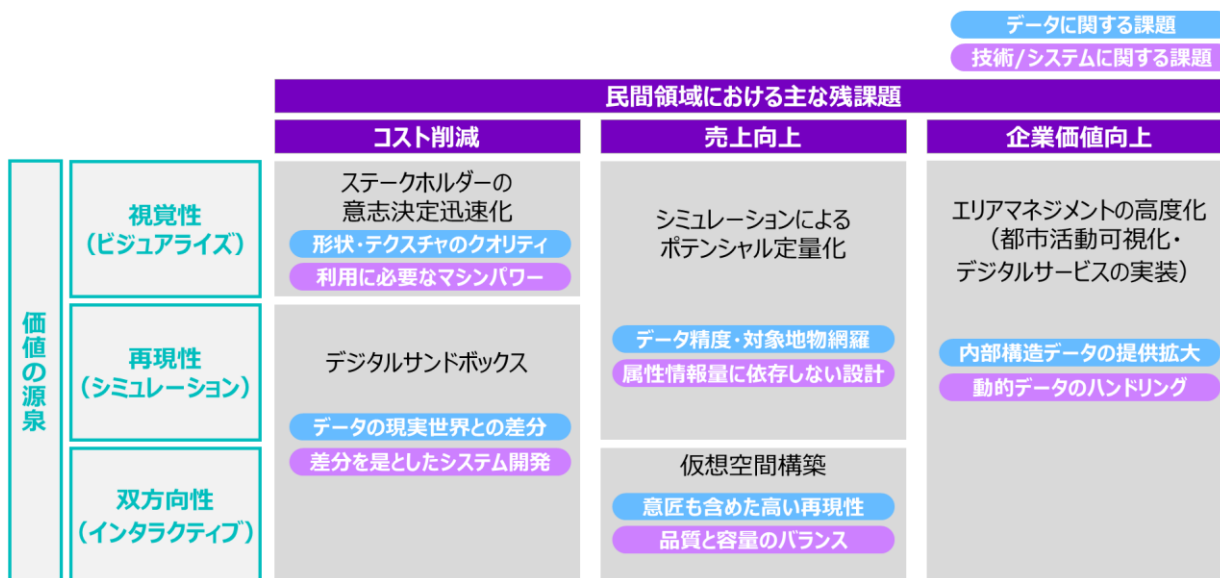 データに関する課題
技術/システムに関する課題
民間領域における主な残課題
コスト削減
売上向上
企業価値向上
価値の源泉
視覚性
（ビジュアライズ）
ステークホルダーの
意志決定迅速化
形状・テクスチャのクオリティ
利用に必要なマシンパワー
シミュレーションによる
ポテンシャル定量化
データ精度・対象地物網羅
属性情報量に依存しない設計
エリアマネジメントの高度化
（都市活動可視化・
デジタルサービスの実装）
内部構造データの提供拡大
動的データのハンドリング
再現性
（シミュレーション）
デジタルサンドボックス
データの現実世界との差分
差分を是としたシステム開発
双方向性
（インタラクティブ）
仮想空間構築
意匠も含めた高い再現性
品質と容量のバランス